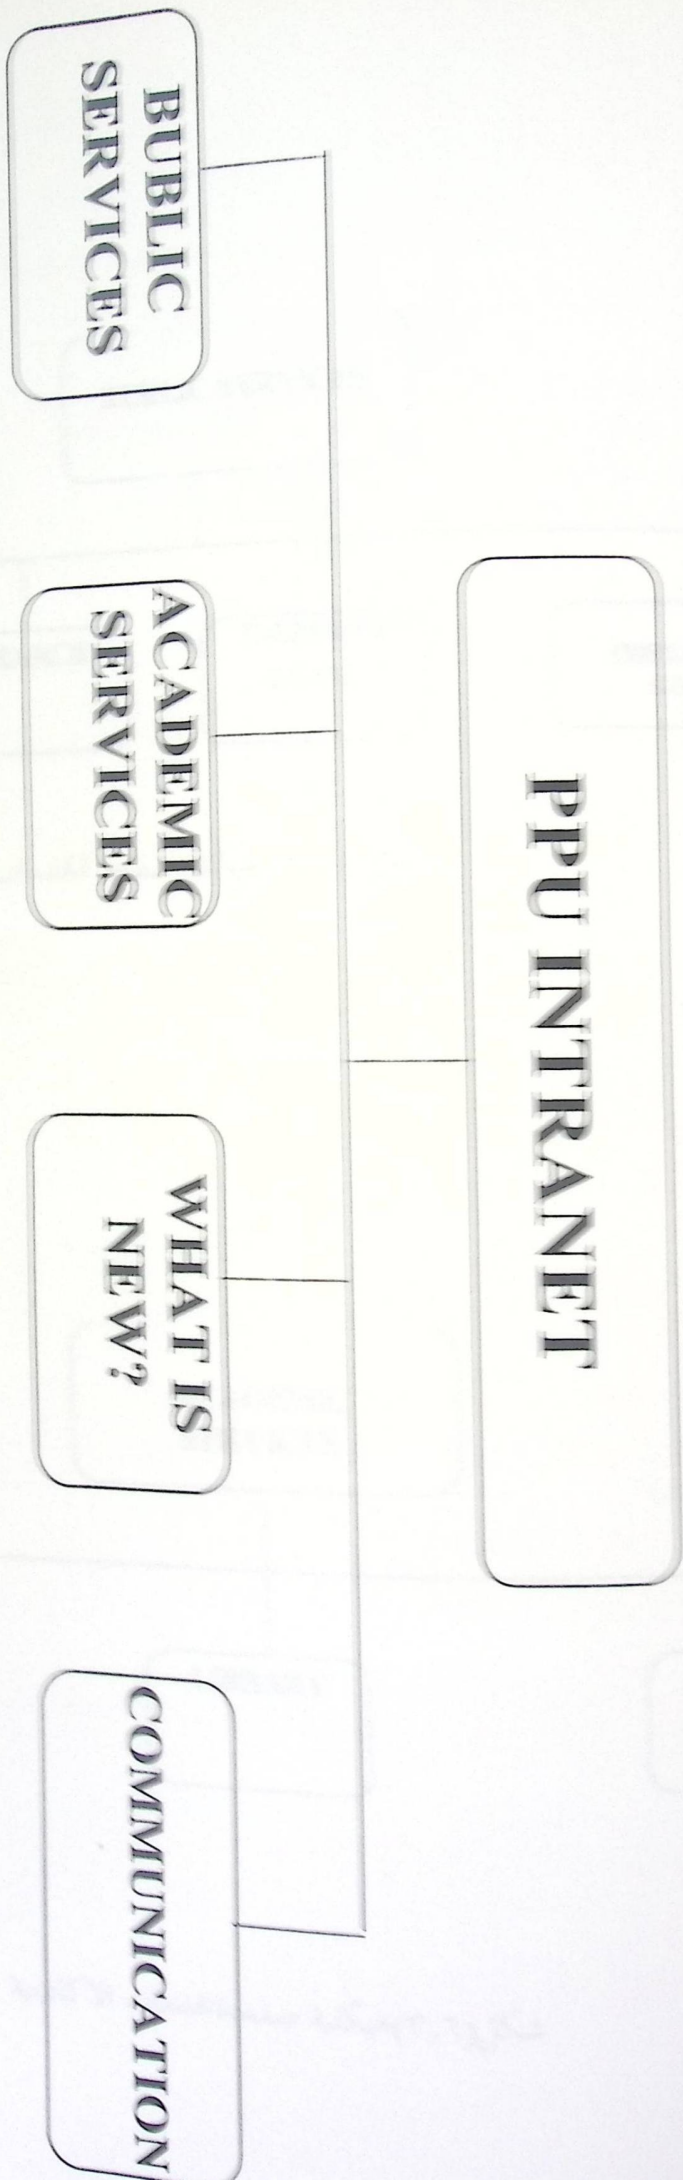 PPU INTRANET
BUBLIC
SERVICES
ACADEMIC
SERVICES
WHAT IS
NEW?
COMMUNICATION